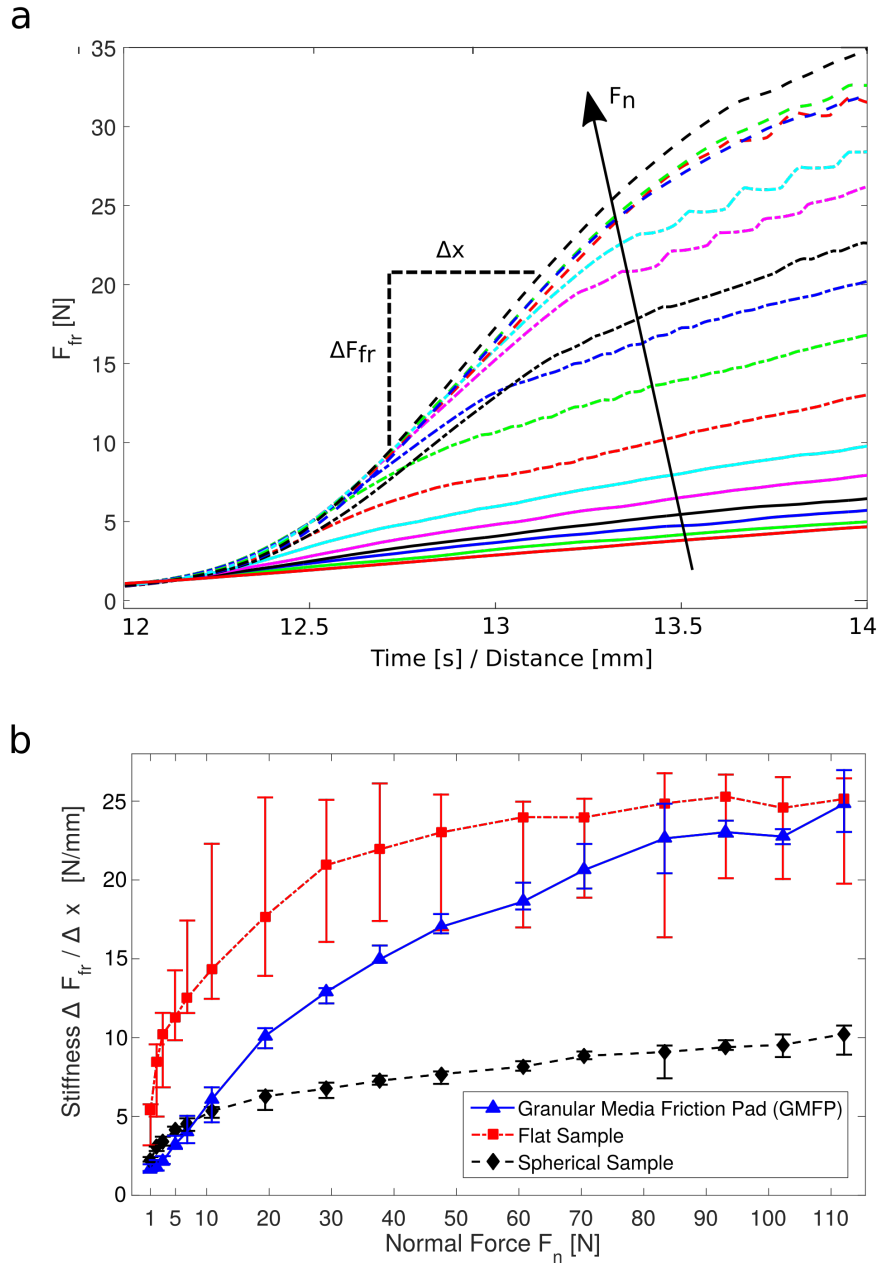 a
35
30
25
20
15
10
5
0
F_fr [N]
F_n
Δx
ΔF_fr
12 12.5 13 13.5 14
Time [s] / Distance [mm]
b
25
20
15
10
5
0
Stiffness Δ F_fr / Δ x [N/mm]
Granular Media Friction Pad (GMFP)
Flat Sample
Spherical Sample
1 5 10 20 30 40 50 60 70 80 90 100 110
Normal Force F_n [N]